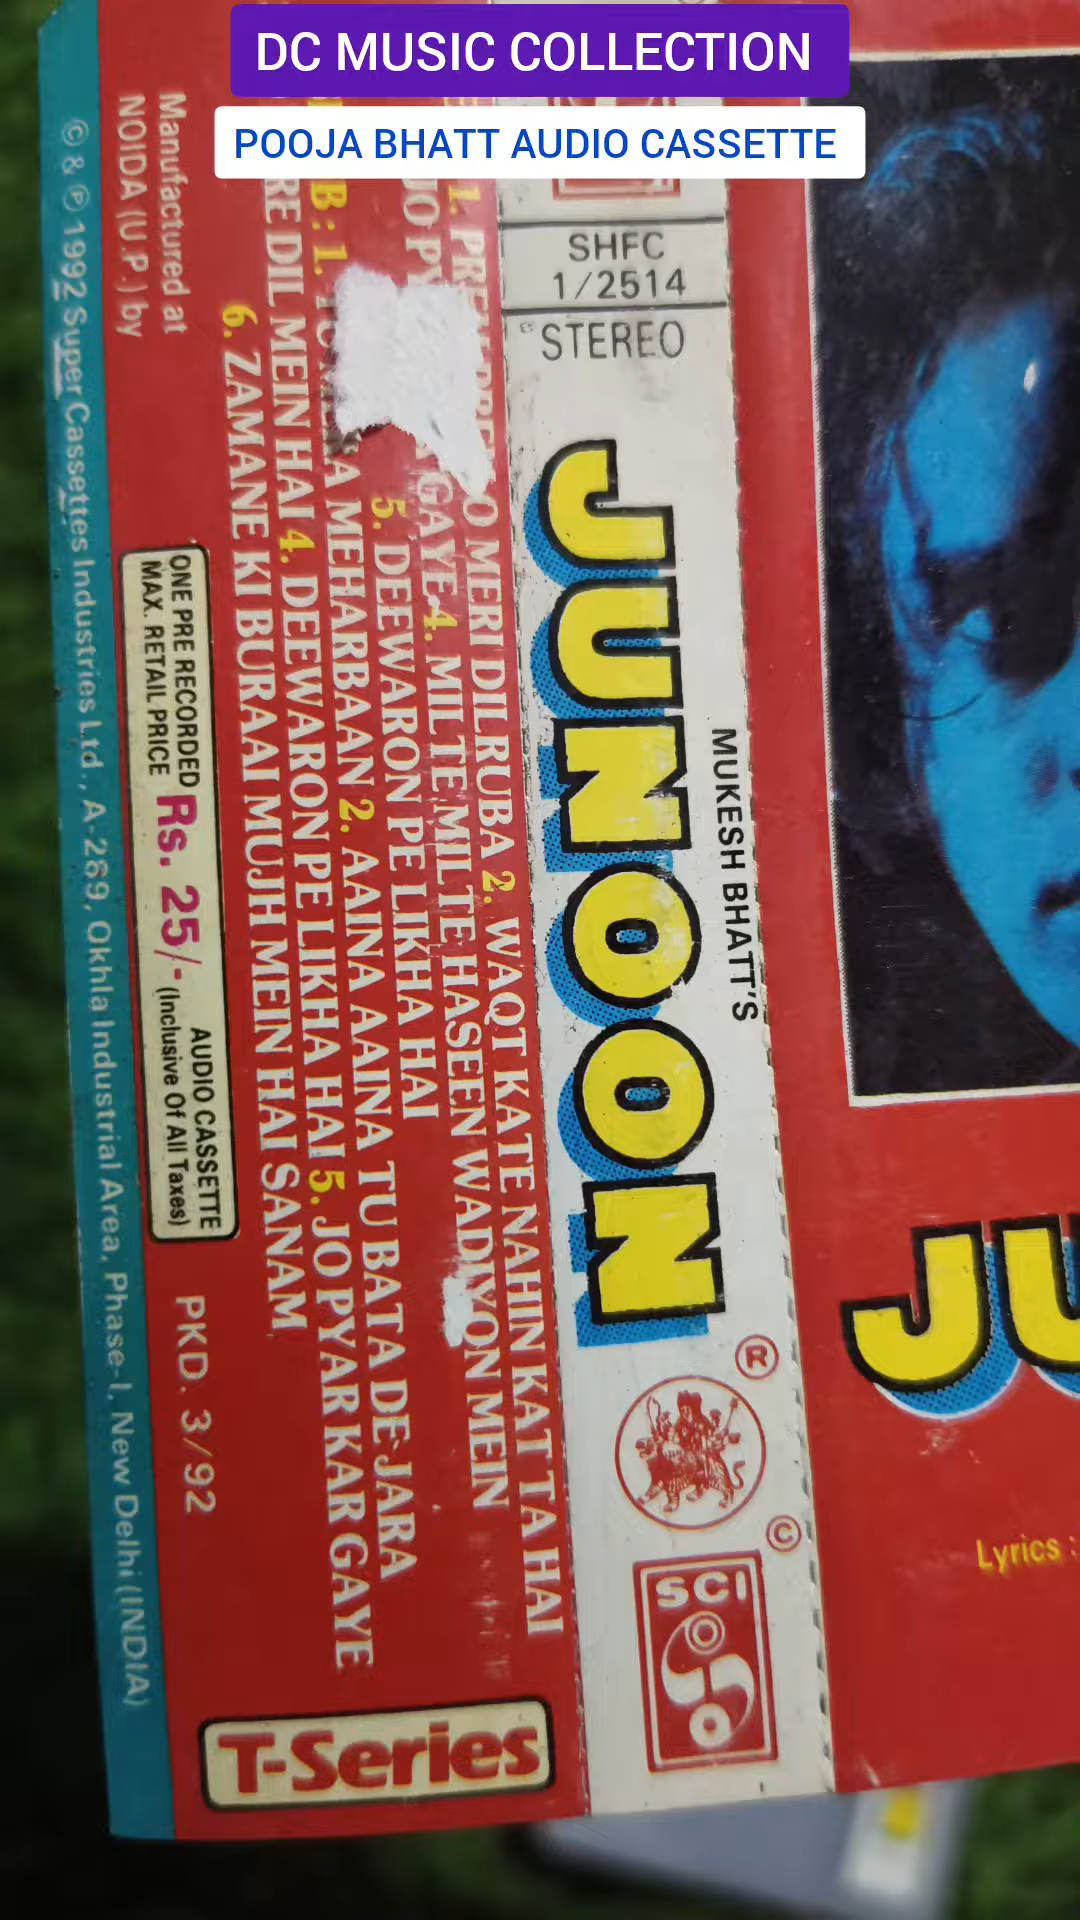 DC MUSIC COLLECTION
POOJA BHATT AUDIO CASSETTE
SHFC
1/2514
STEREO
MUKESH BHATT'S
JUNOON
®
©
SCI
1. O MERI DILRUBA 2. WAQT KATE NAHIN KAT TA HAI
GAYE 4. MIL TE MIL TE HASEEN WADIYON MEIN
5. DEEWARON PE LIKHA HAI
B : 1. MEHARBAAN 2. AAINA AAINA TU BATA DE JARA
RE DIL MEIN HAI 4. DEEWARON PE LIKHA HAI 5. JO PYAR KAR GAYE
6. ZAMANE KI BURAAI MUJH MEIN HAI SANAM
ONE PRE RECORDED AUDIO CASSETTE
MAX. RETAIL PRICE Rs. 25/- (Inclusive Of All Taxes)
PKD. 3/92
Manufactured at
NOIDA (U.P.) by
© & ℗ 1992 Super Cassettes Industries Ltd., A-269, Okhla Industrial Area, Phase-I, New Delhi (INDIA)
T-Series
JU
Lyrics :